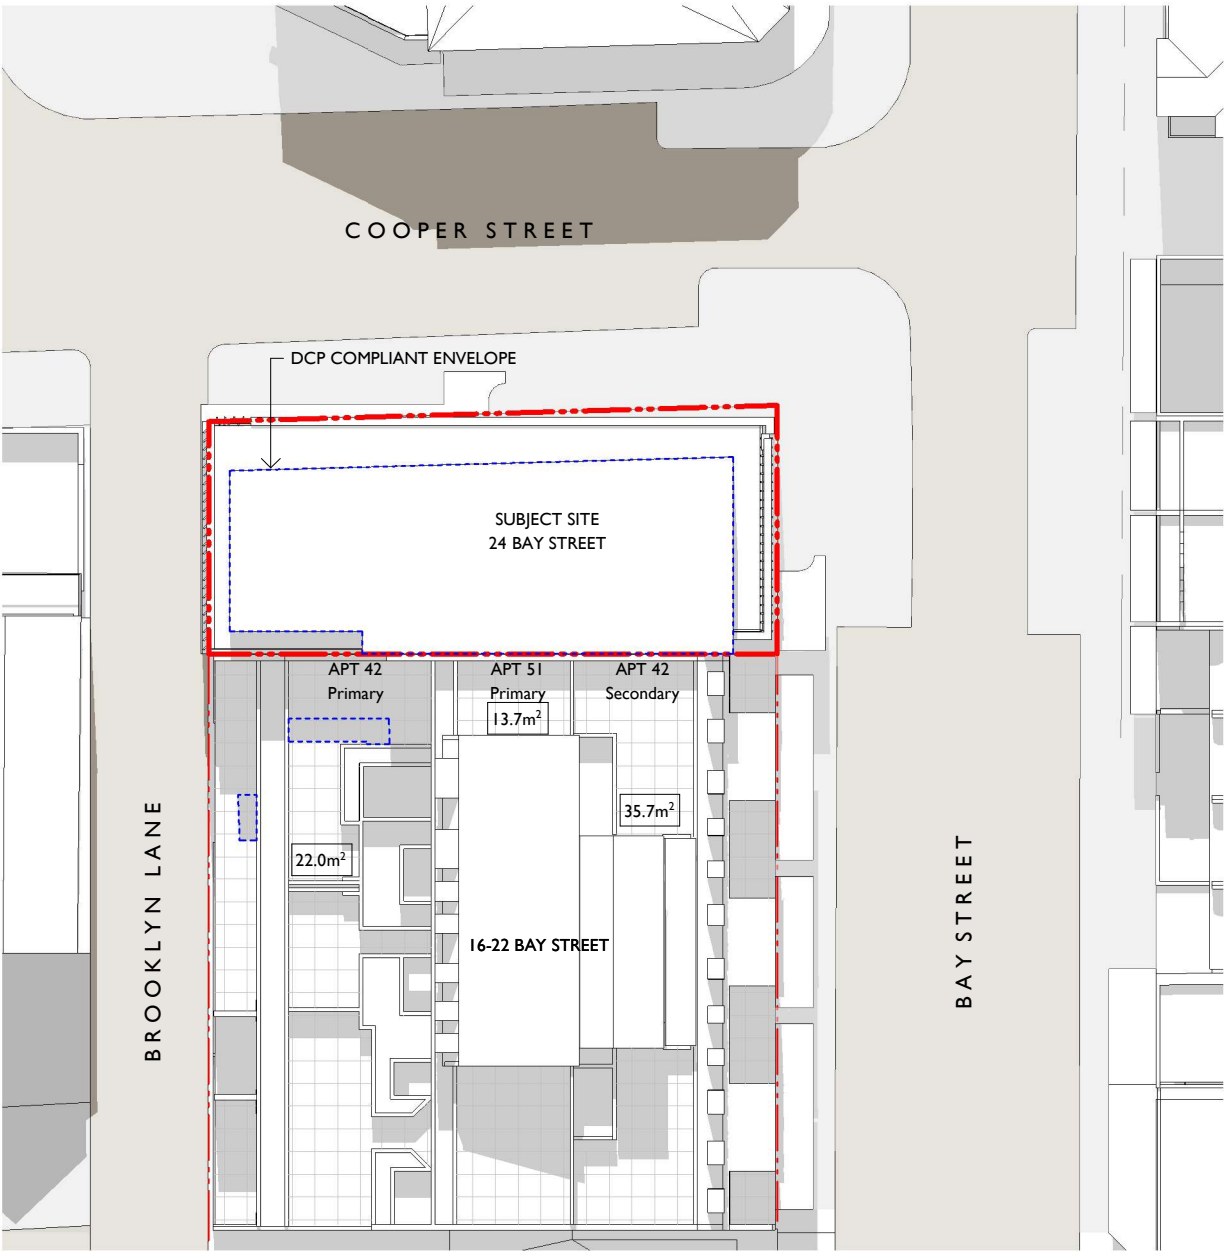 COOPER STREET
DCP COMPLIANT ENVELOPE
SUBJECT SITE
24 BAY STREET
APT 42
Primary
APT 51
Primary
13.7m²
APT 42
Secondary
35.7m²
22.0m²
16-22 BAY STREET
BROOKLYN LANE
BAY STREET